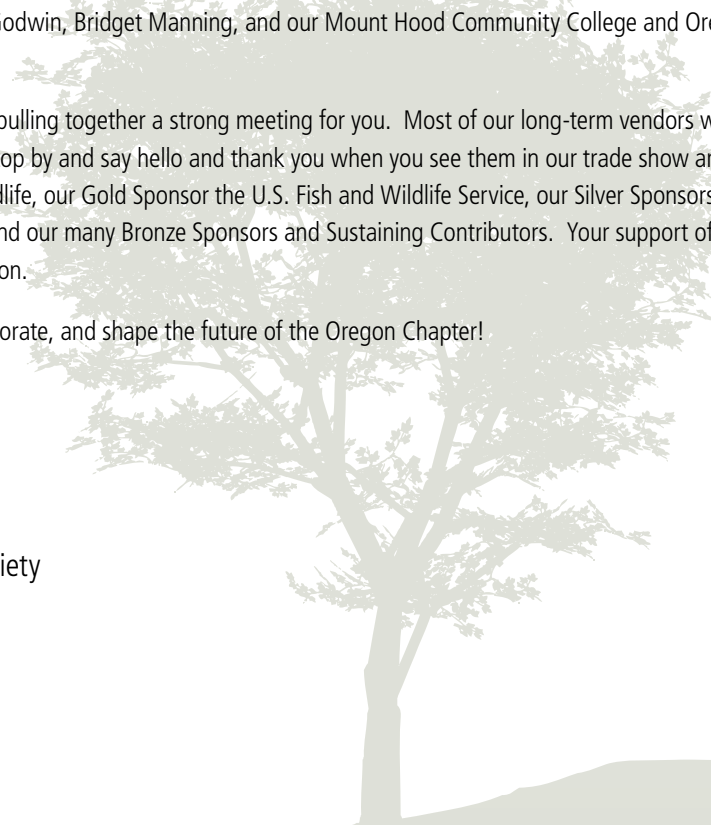 Godwin, Bridget Manning, and our Mount Hood Community College and Ore
pulling together a strong meeting for you.  Most of our long-term vendors w
op by and say hello and thank you when you see them in our trade show ar
dlife, our Gold Sponsor the U.S. Fish and Wildlife Service, our Silver Sponsors
nd our many Bronze Sponsors and Sustaining Contributors.  Your support of
on.
orate, and shape the future of the Oregon Chapter!
iety